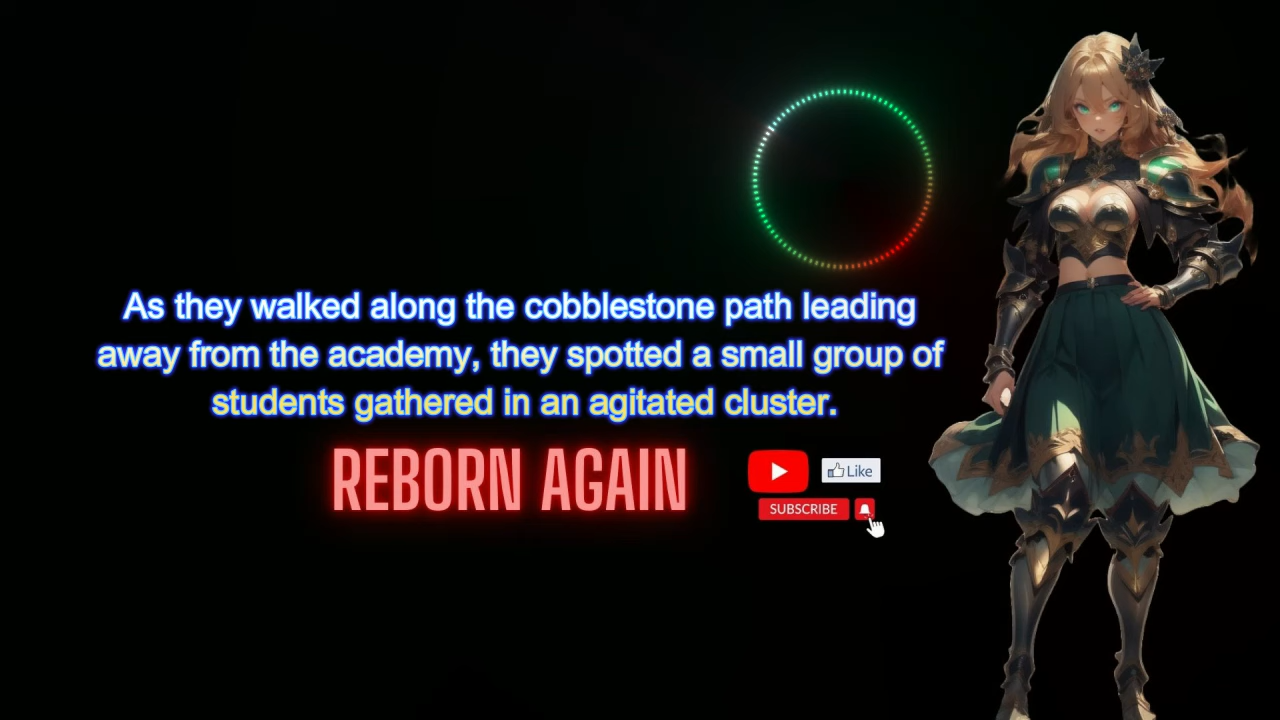 As they walked along the cobblestone path leading
away from the academy, they spotted a small group of
students gathered in an agitated cluster.
REBORN AGAIN
Like
SUBSCRIBE